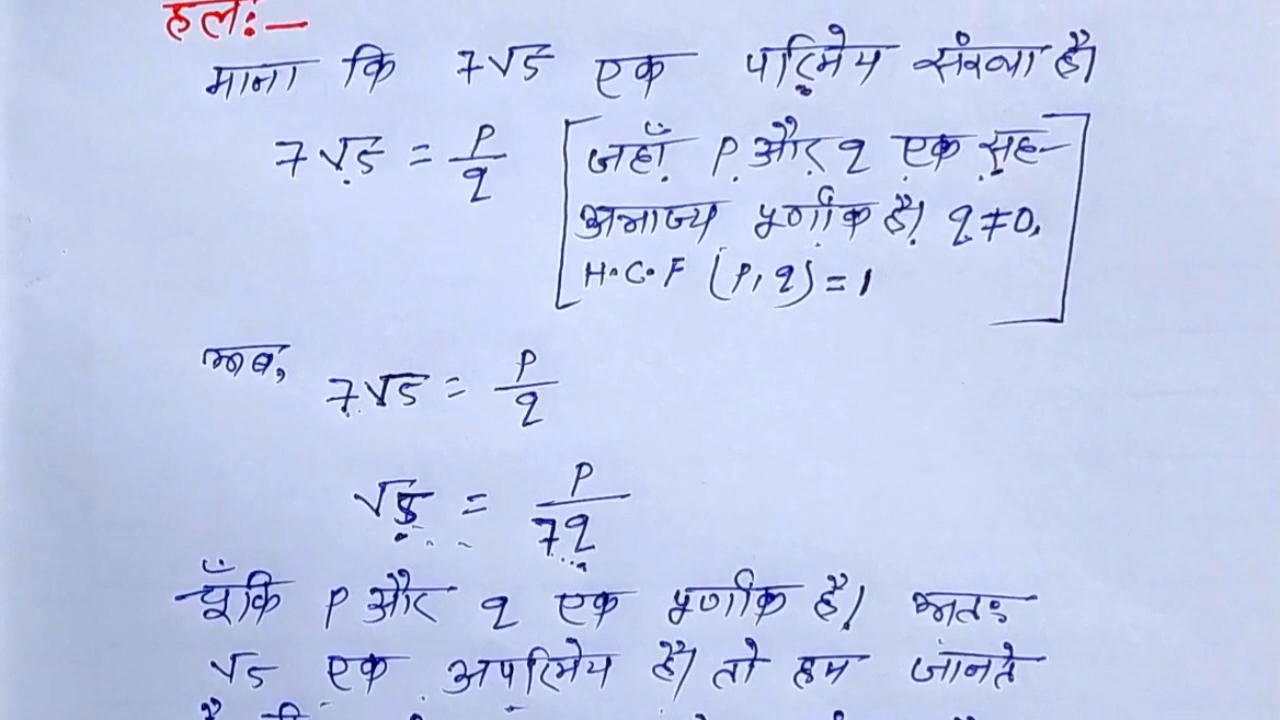 हल:-
माना कि 7√5 एक परिमेय संख्या है।
7√5 = p/q [जहाँ p और q एक सह-
अभाज्य पूर्णांक है। q ≠ 0,
H.C.F (p, q) = 1]
अब, 7√5 = p/q
√5 = p/7q
चूँकि p और q एक पूर्णांक है। अतः
√5 एक अपरिमेय है। तो हम जानते